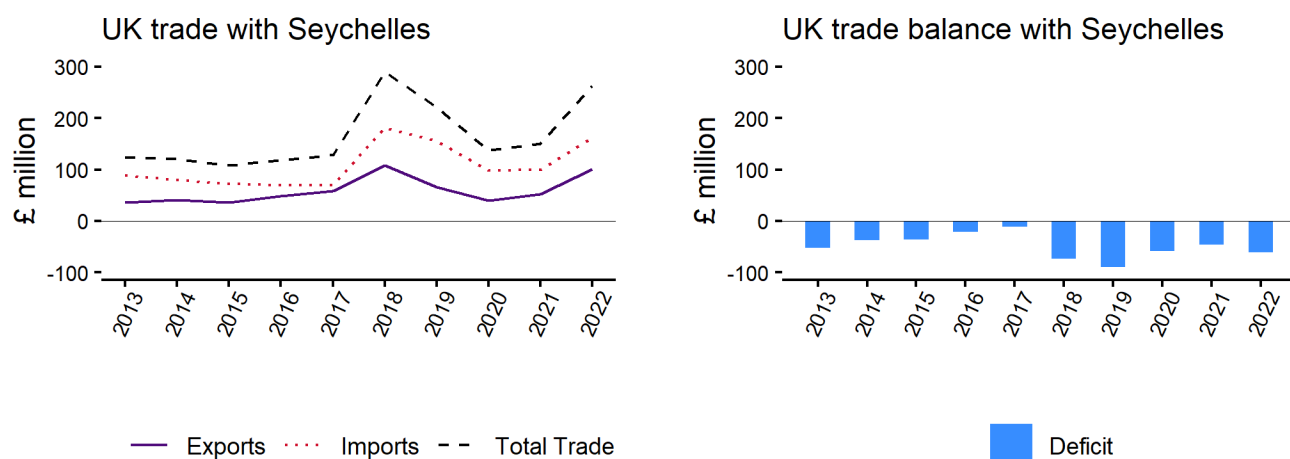 UK trade with Seychelles
£ million
300
200
100
0
-100
2013 2014 2015 2016 2017 2018 2019 2020 2021 2022
Exports Imports Total Trade
UK trade balance with Seychelles
£ million
300
200
100
0
-100
2013 2014 2015 2016 2017 2018 2019 2020 2021 2022
Deficit